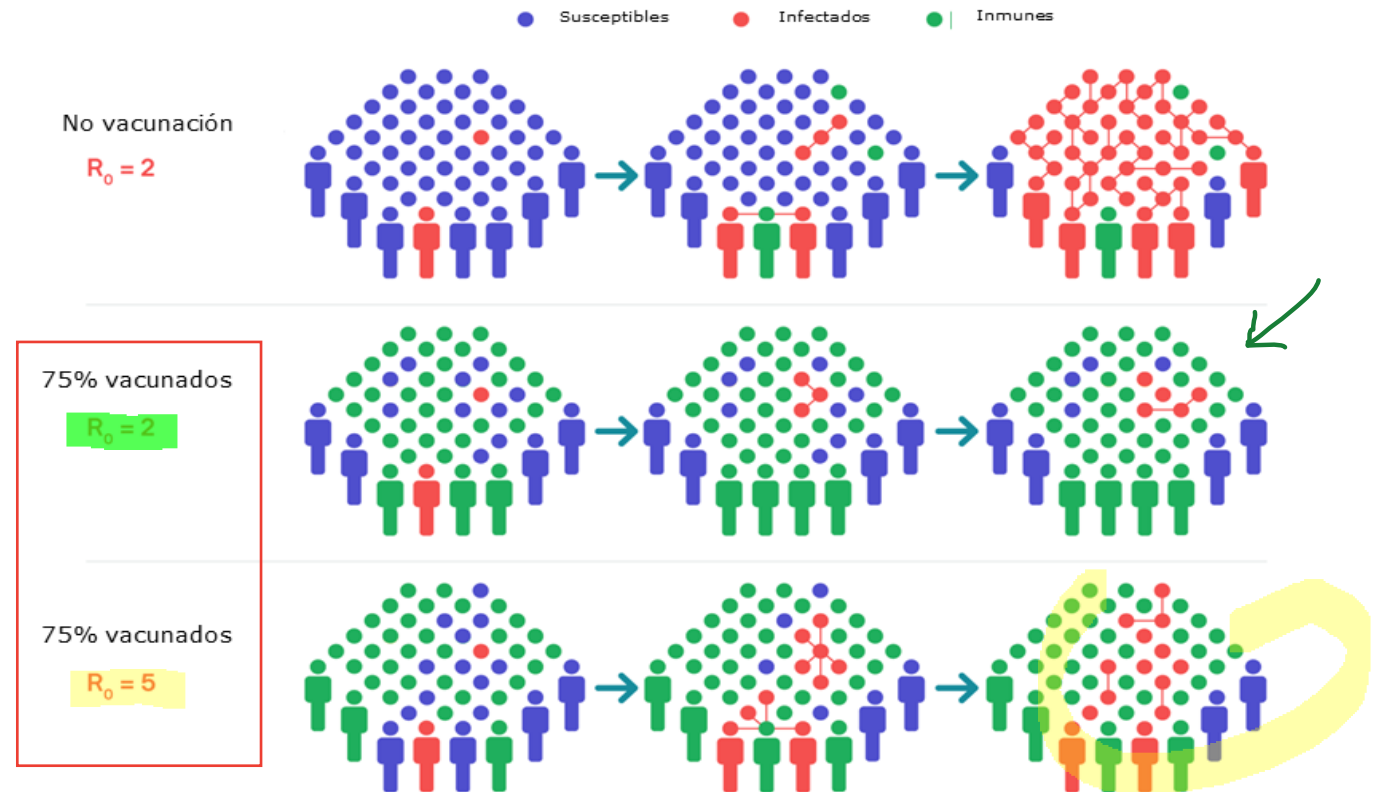 Susceptibles Infectados Inmunes
No vacunación
R₀ = 2
75% vacunados
R₀ = 2
75% vacunados
R₀ = 5